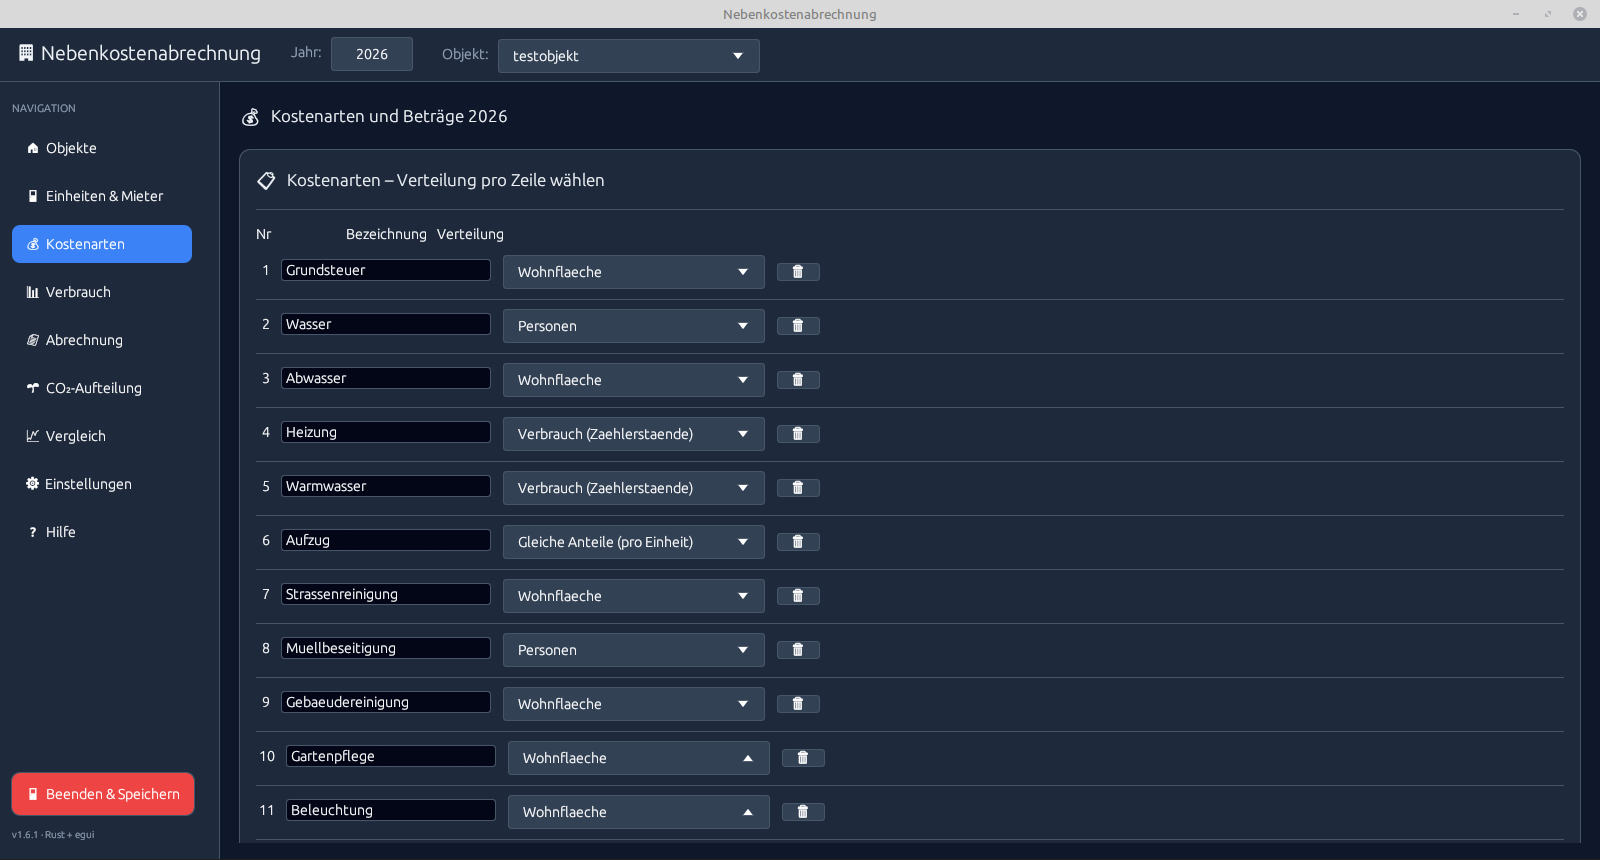 Nebenkostenabrechnung
Nebenkostenabrechnung Jahr: 2026 Objekt: testobjekt
NAVIGATION
Objekte
Einheiten & Mieter
Kostenarten
Verbrauch
Abrechnung
CO₂-Aufteilung
Vergleich
Einstellungen
? Hilfe
Beenden & Speichern
v1.6.1 · Rust + egui
Kostenarten und Beträge 2026
Kostenarten – Verteilung pro Zeile wählen
Nr Bezeichnung Verteilung
1 Grundsteuer Wohnflaeche
2 Wasser Personen
3 Abwasser Wohnflaeche
4 Heizung Verbrauch (Zaehlerstaende)
5 Warmwasser Verbrauch (Zaehlerstaende)
6 Aufzug Gleiche Anteile (pro Einheit)
7 Strassenreinigung Wohnflaeche
8 Muellbeseitigung Personen
9 Gebaeudereinigung Wohnflaeche
10 Gartenpflege Wohnflaeche
11 Beleuchtung Wohnflaeche